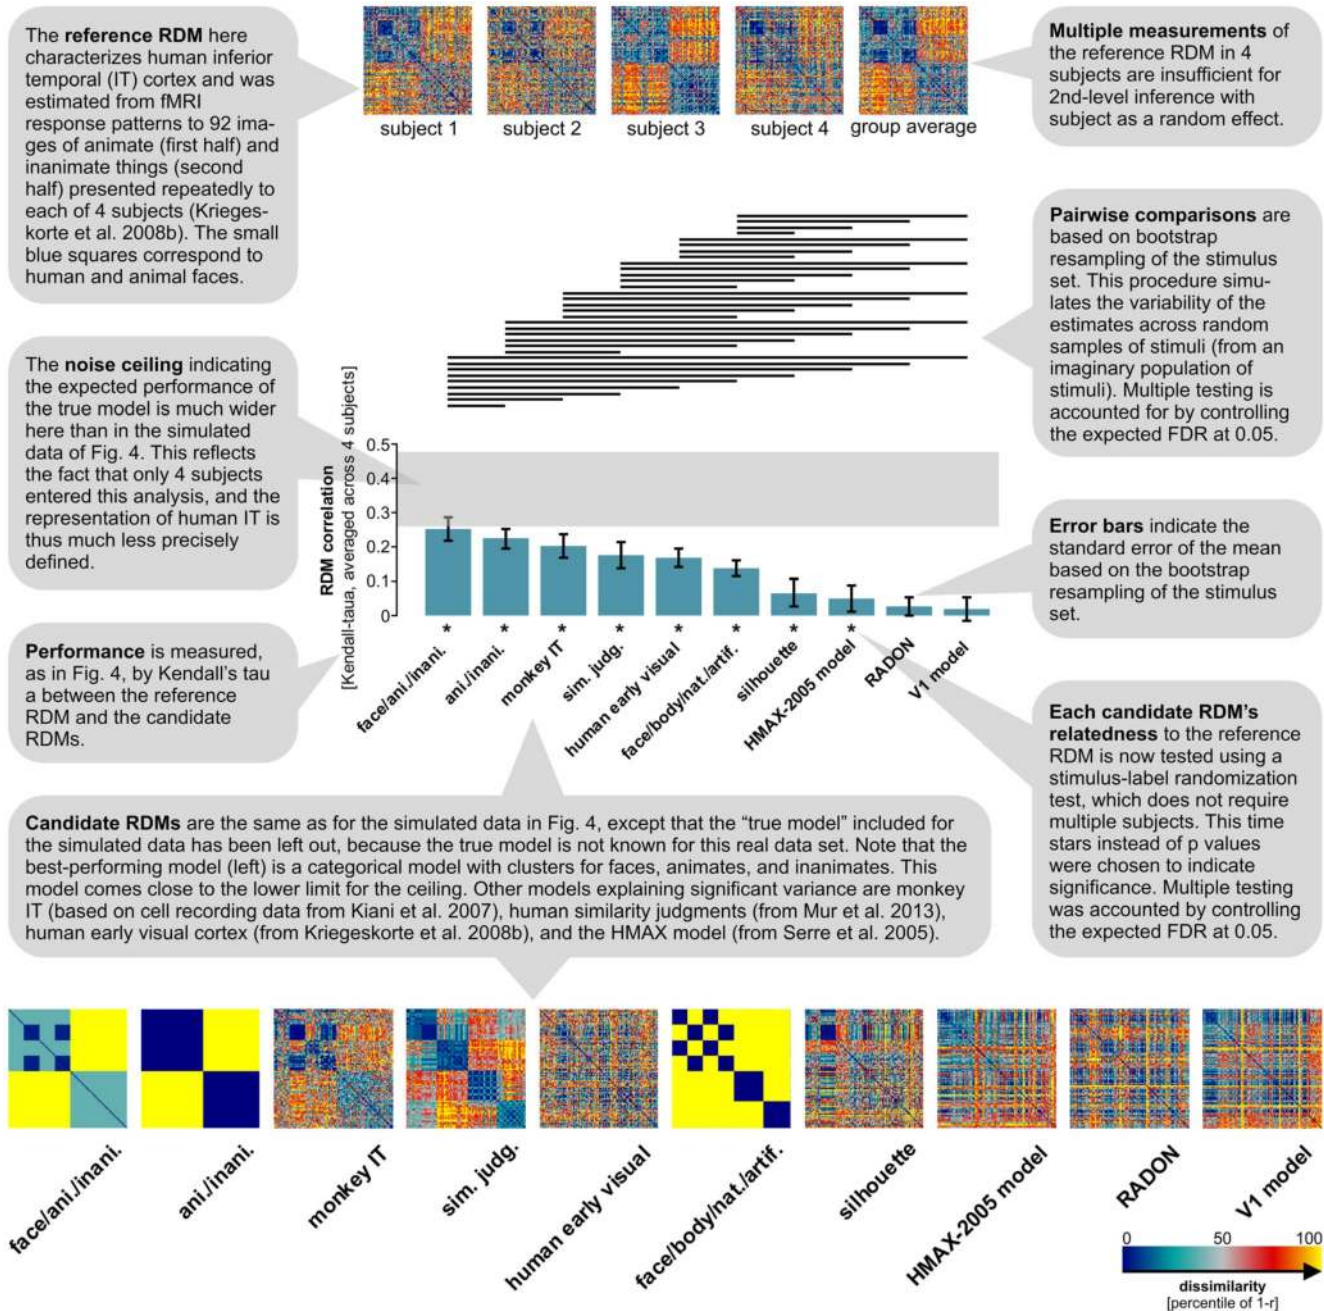 The reference RDM here
characterizes human inferior
temporal (IT) cortex and was
estimated from fMRI
response patterns to 92 ima-
ges of animate (first half) and
inanimate things (second
half) presented repeatedly to
each of 4 subjects (Krieges-
korte et al. 2008b). The small
blue squares correspond to
human and animal faces.
subject 1
subject 2
subject 3
subject 4
group average
Multiple measurements of
the reference RDM in 4
subjects are insufficient for
2nd-level inference with
subject as a random effect.
Pairwise comparisons are
based on bootstrap
resampling of the stimulus
set. This procedure simu-
lates the variability of the
estimates across random
samples of stimuli (from an
imaginary population of
stimuli). Multiple testing is
accounted for by controlling
the expected FDR at 0.05.
The noise ceiling indicating
the expected performance of
the true model is much wider
here than in the simulated
data of Fig. 4. This reflects
the fact that only 4 subjects
entered this analysis, and the
representation of human IT is
thus much less precisely
defined.
RDM correlation
[Kendall-taua, averaged across 4 subjects]
0.5
0.4
0.3
0.2
0.1
0
* * * * * * * *
face/ani./inani.
ani./inani.
monkey IT
sim. judg.
human early visual
face/body/nat./artif.
silhouette
HMAX-2005 model
RADON
V1 model
Error bars indicate the
standard error of the mean
based on the bootstrap
resampling of the stimulus
set.
Performance is measured,
as in Fig. 4, by Kendall's tau
a between the reference
RDM and the candidate
RDMs.
Each candidate RDM's
relatedness to the reference
RDM is now tested using a
stimulus-label randomization
test, which does not require
multiple subjects. This time
stars instead of p values
were chosen to indicate
significance. Multiple testing
was accounted by controlling
the expected FDR at 0.05.
Candidate RDMs are the same as for the simulated data in Fig. 4, except that the “true model” included for
the simulated data has been left out, because the true model is not known for this real data set. Note that the
best-performing model (left) is a categorical model with clusters for faces, animates, and inanimates. This
model comes close to the lower limit for the ceiling. Other models explaining significant variance are monkey
IT (based on cell recording data from Kiani et al. 2007), human similarity judgments (from Mur et al. 2013),
human early visual cortex (from Kriegeskorte et al. 2008b), and the HMAX model (from Serre et al. 2005).
face/ani./inani.
ani./inani.
monkey IT
sim. judg.
human early visual
face/body/nat./artif.
silhouette
HMAX-2005 model
RADON
V1 model
0 50 100
dissimilarity
[percentile of 1-r]